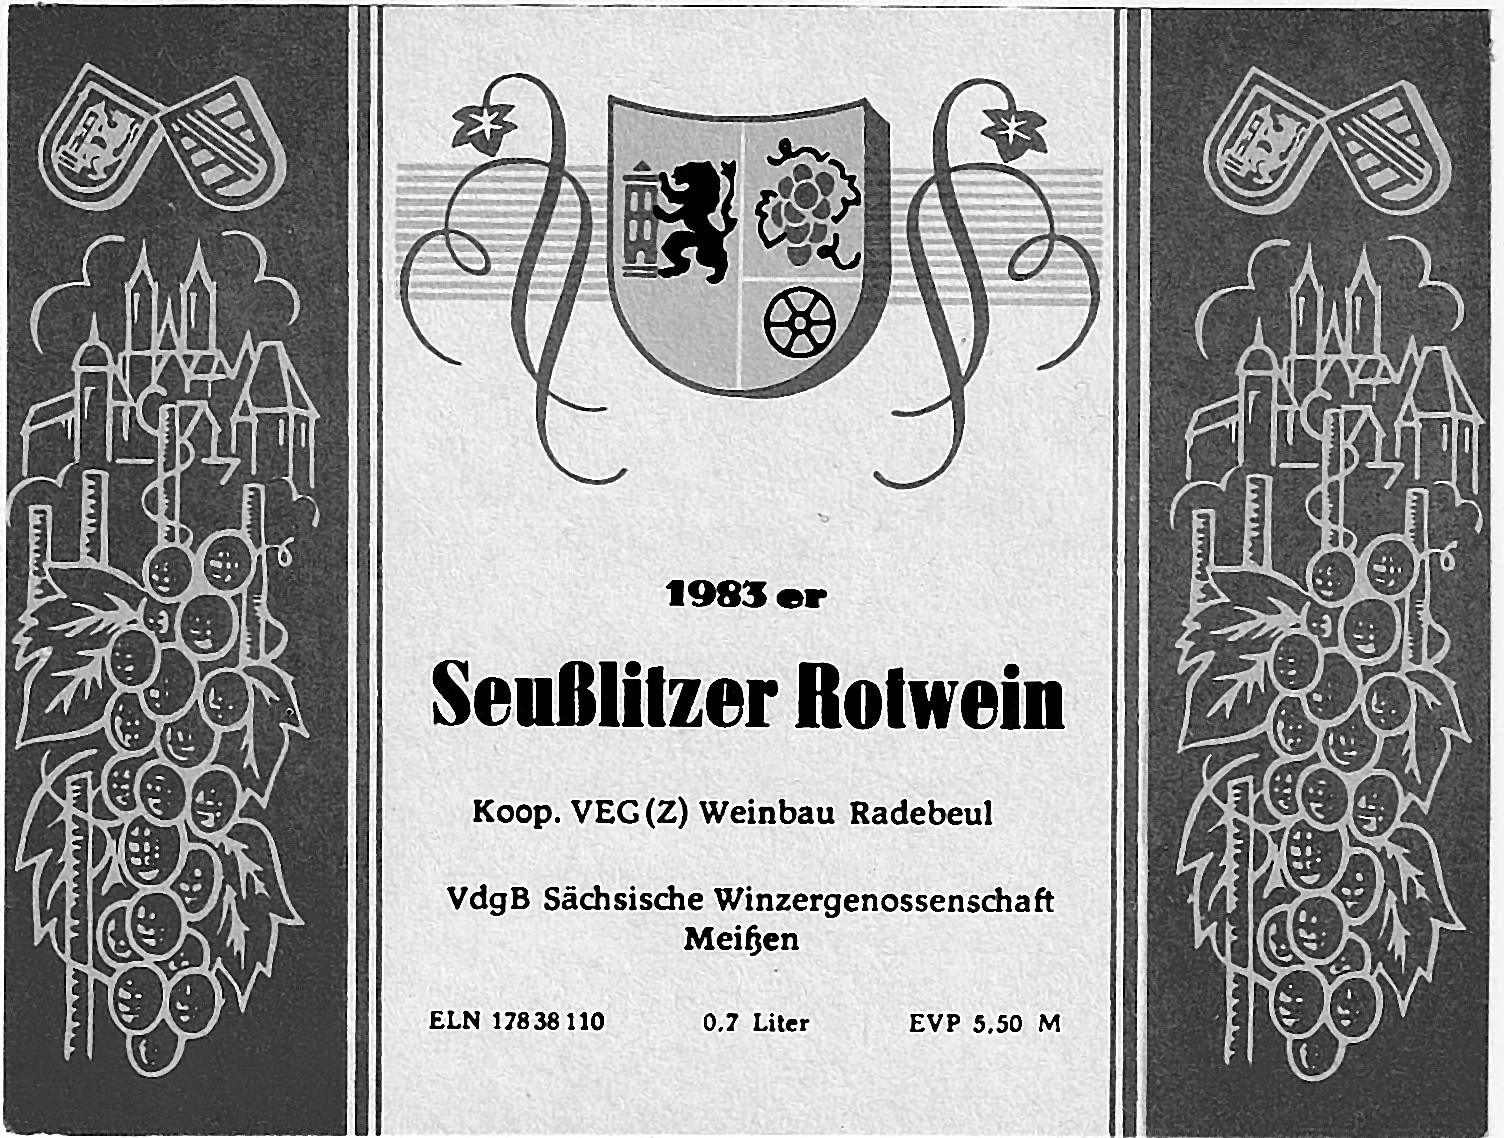 1983 er
Seußlitzer Rotwein
Koop. VEG (Z) Weinbau Radebeul
VdgB Sächsische Winzergenossenschaft
Meißen
ELN 17838110 0,7 Liter EVP 5,50 M